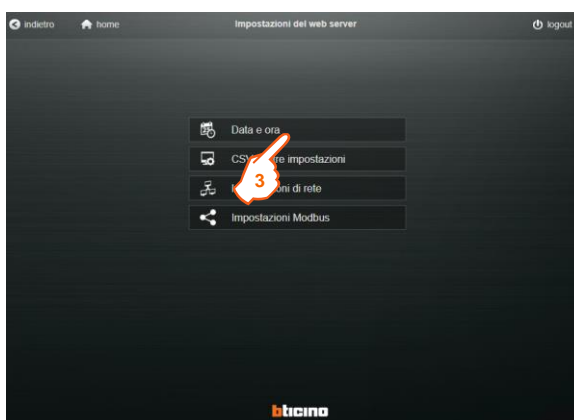 indietro home Impostazioni del web server logout
Data e ora
CSV re impostazioni
3
oni di rete
Impostazioni Modbus
bticino